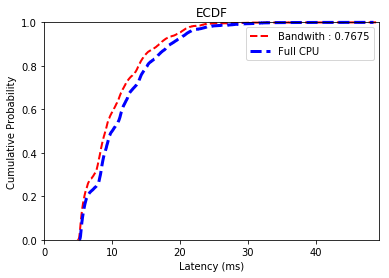 ECDF
Bandwith : 0.7675
Full CPU
Cumulative Probability
1.0
0.8
0.6
0.4
0.2
0.0
0
10
20
30
40
Latency (ms)